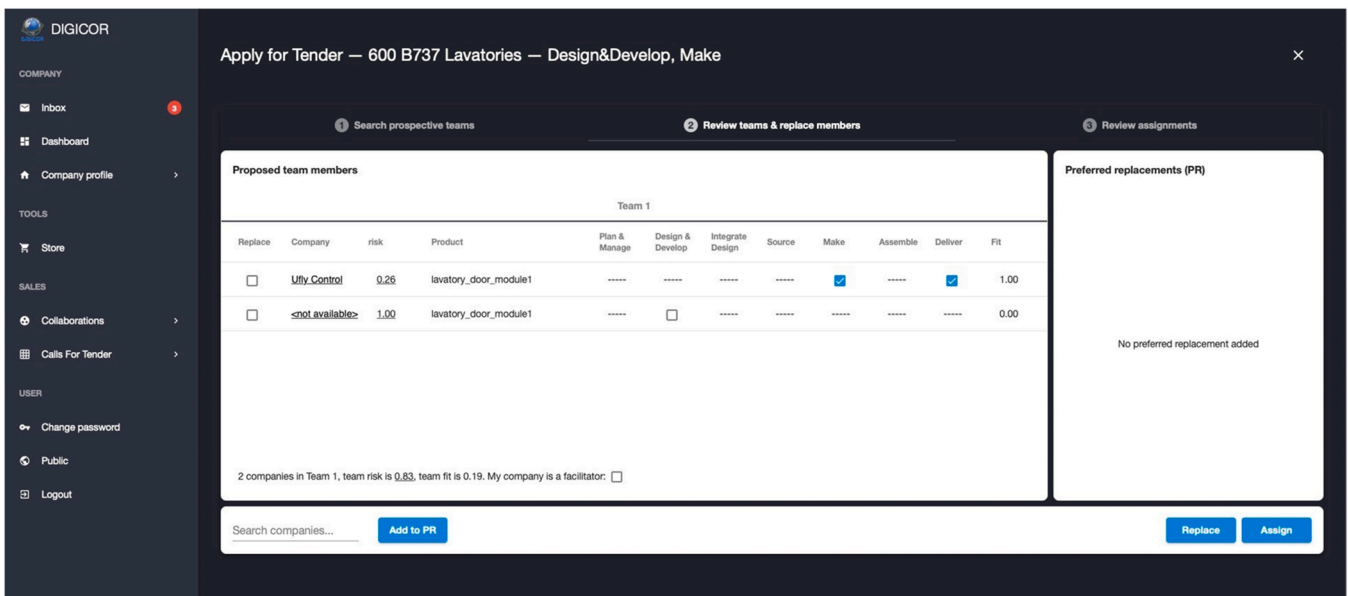 DIGICOR
COMPANY
Inbox 3
Dashboard
Company profile
TOOLS
Store
SALES
Collaborations
Calls For Tender
USER
Change password
Public
Logout
Apply for Tender — 600 B737 Lavatories — Design&Develop, Make
1 Search prospective teams 2 Review teams & replace members 3 Review assignments
Proposed team members
Team 1
Replace Company risk Product Plan & Manage Design & Develop Integrate Design Source Make Assemble Deliver Fit
Ufly Control 0.26 lavatory_door_module1 ----- ----- ----- ----- ----- 1.00
<not available> 1.00 lavatory_door_module1 ----- ----- ----- ----- ----- ----- 0.00
2 companies in Team 1, team risk is 0.83, team fit is 0.19. My company is a facilitator:
Preferred replacements (PR)
No preferred replacement added
Search companies... Add to PR Replace Assign